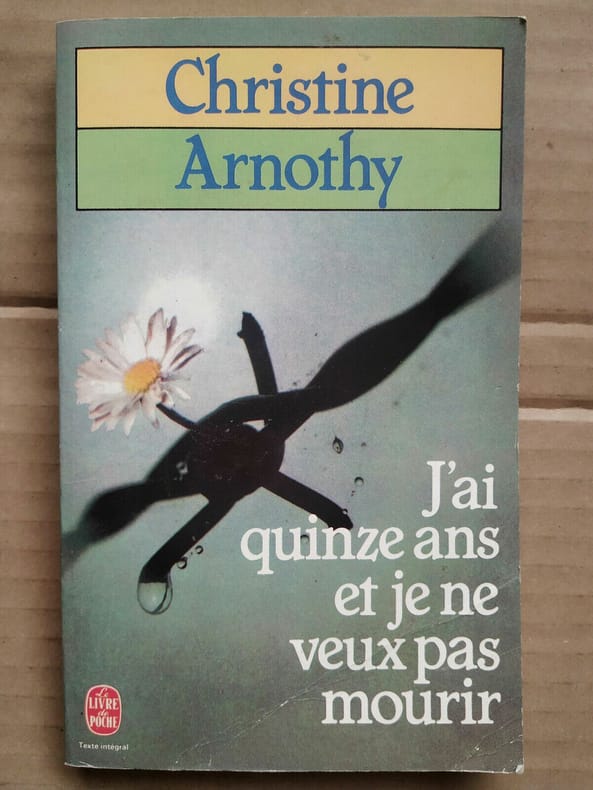 Christine
Arnothy
J'ai
quinze ans
et je ne
veux pas
mourir
Le
LIVRE
de
POCHE
Texte intégral